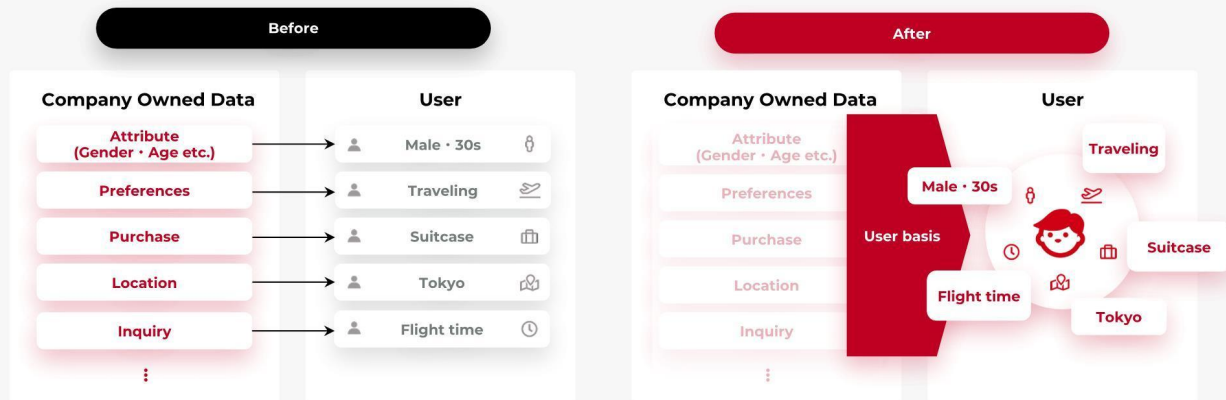 Before
Company Owned Data
User
Attribute
(Gender・Age etc.)
Male・30s
Preferences
Traveling
Purchase
Suitcase
Location
Tokyo
Inquiry
Flight time
After
Company Owned Data
User
Attribute
(Gender・Age etc.)
Preferences
Purchase
Location
Inquiry
User basis
Traveling
Male・30s
Suitcase
Flight time
Tokyo